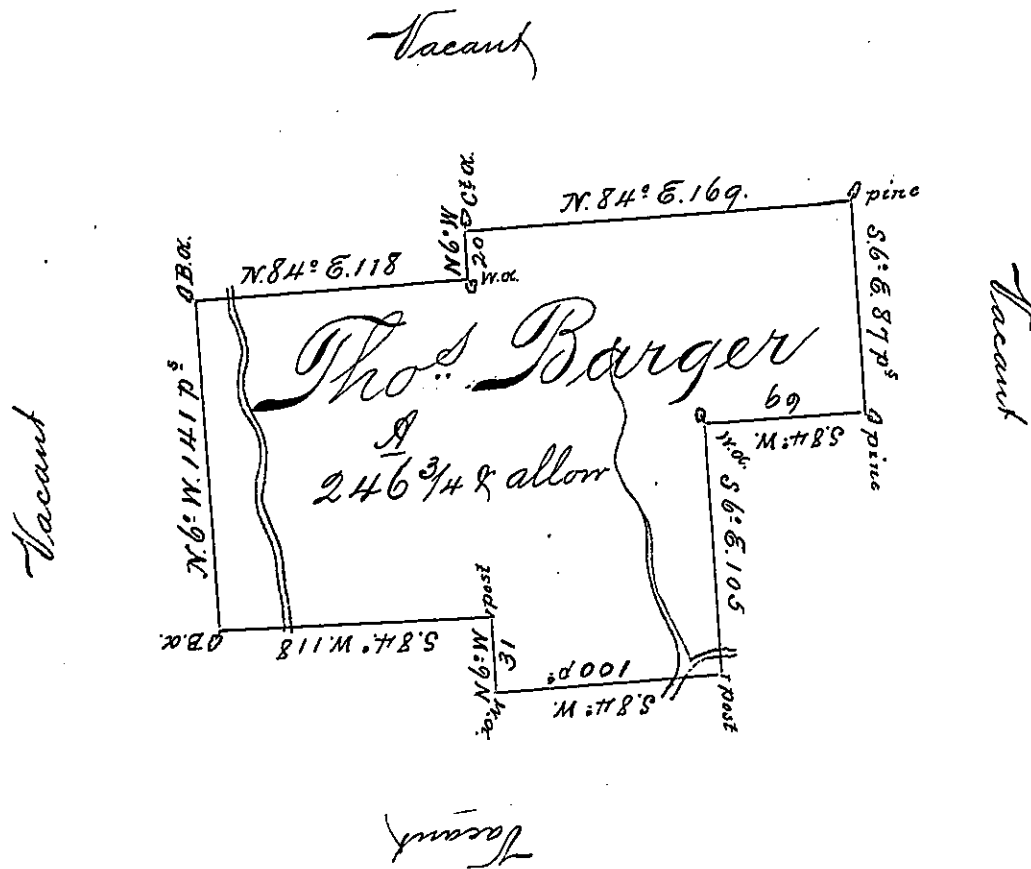 Vacant
N. 84° E. 169.
pine
Ct. o.
N 6° W.
20
W.o.
N. 84° E. 118
B.o.
S. 6° E. 87 ps
Vacant
Thos. Barger
A
246 3/4 & allow
N. 6° W. 141 ps
Vacant
69
S. 84° W.
pine
W.o.
S 6° E. 105
post
B.o.
S. 84° W. 118
31
N 6° W
W.o.
100 ps
S. 84° W.
post
Vacant